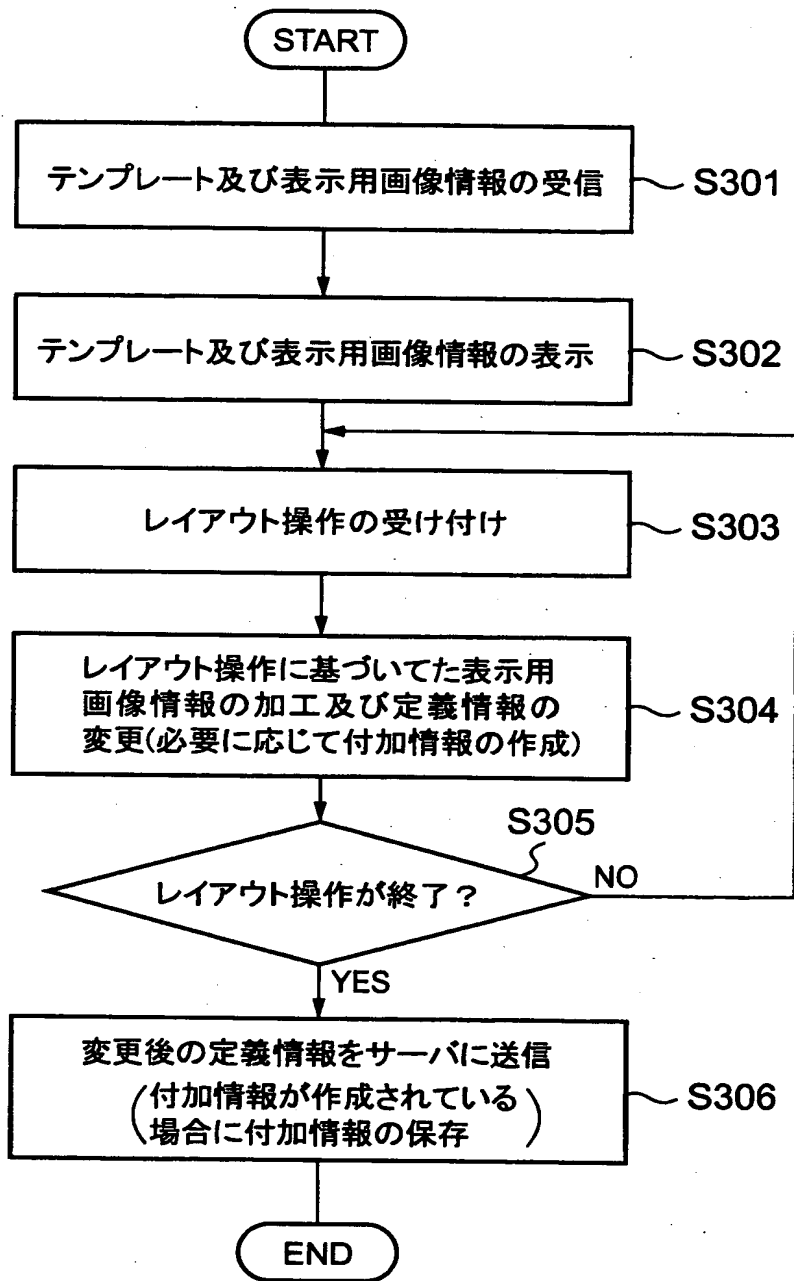 START
テンプレート及び表示用画像情報の受信
S301
テンプレート及び表示用画像情報の表示
S302
レイアウト操作の受け付け
S303
レイアウト操作に基づいてた表示用
画像情報の加工及び定義情報の
変更(必要に応じて付加情報の作成)
S304
S305
レイアウト操作が終了?
NO
YES
変更後の定義情報をサーバに送信
(付加情報が作成されている
場合に付加情報の保存)
S306
END